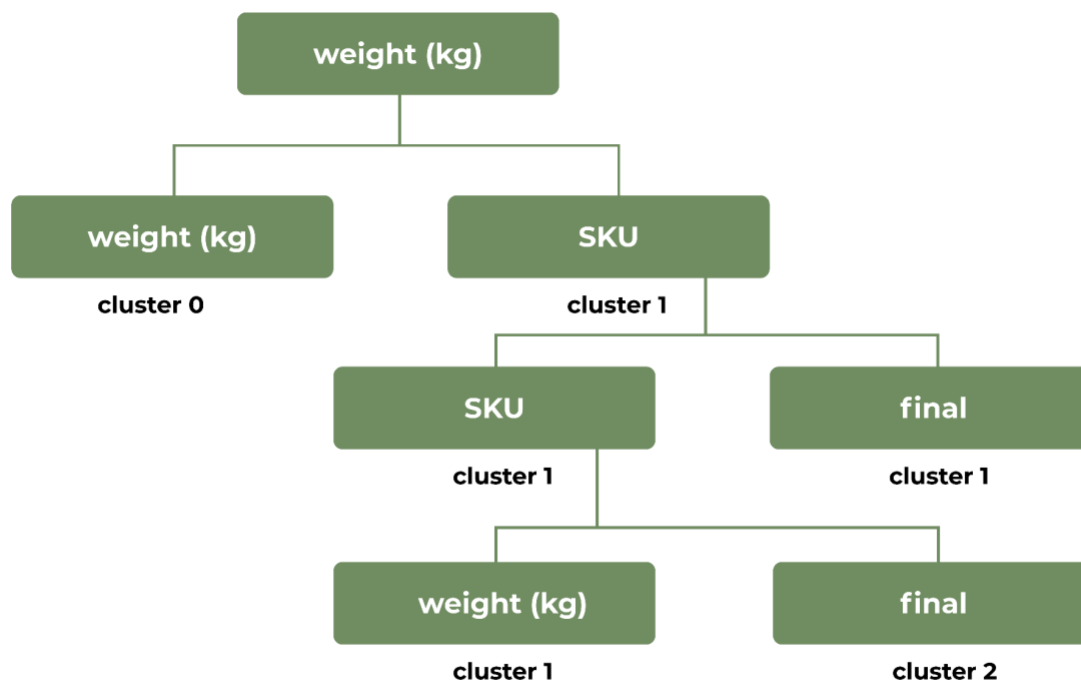 weight (kg)
weight (kg)
SKU
cluster 0
cluster 1
SKU
final
cluster 1
cluster 1
weight (kg)
final
cluster 1
cluster 2